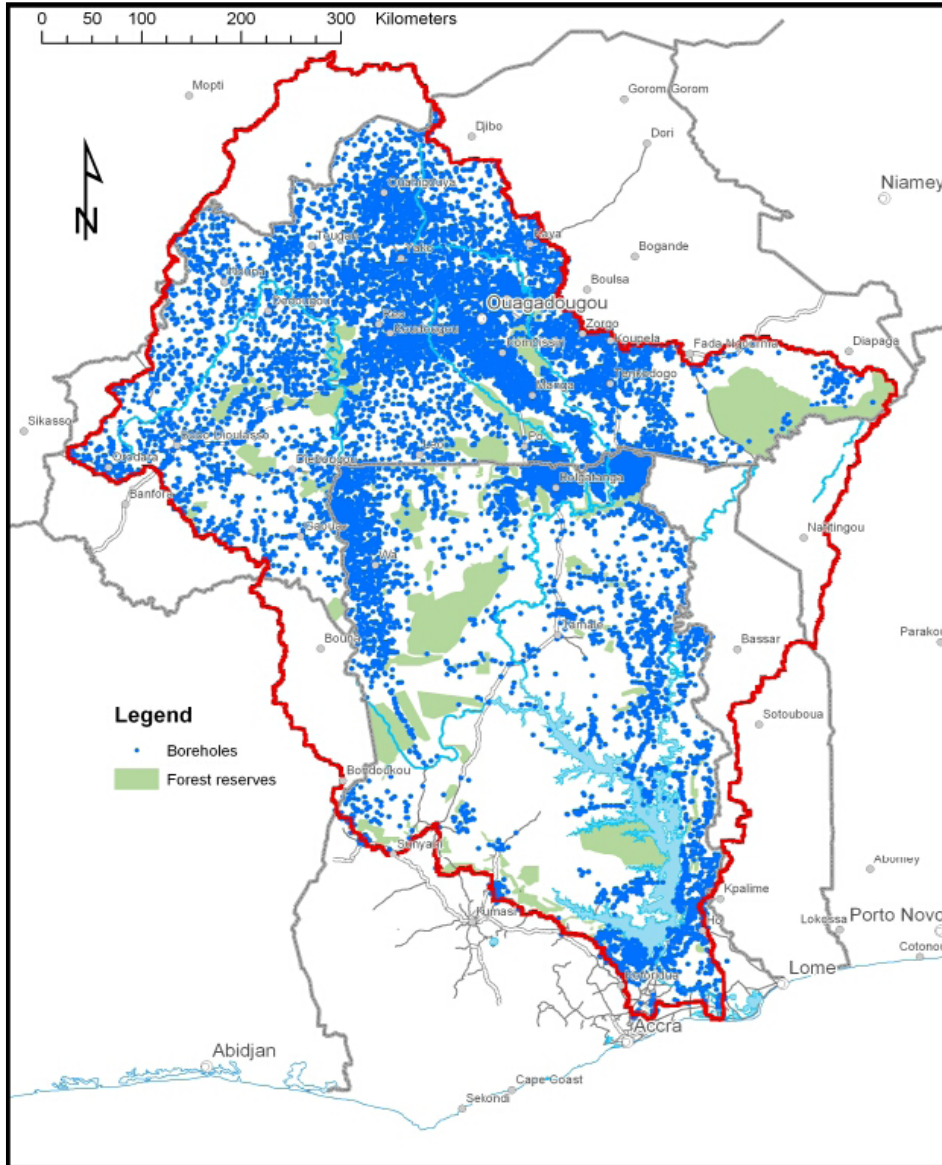 0 50 100 200 300 Kilometers
Mopti
Gorom Gorom
Djibo
Dori
N
Niamey
Ouahigouya
Kaya
Bogande
Yako
Boulsa
Dedougou
Ouagadougou
Zorgo
Koupela
Koudougou
Kombissiri
Fada Ngourma
Diapaga
Tenkodogo
Manga
Sikasso
Po
Leo
Bobo Dioulasso
Orodara
Diebougou
Bolgatanga
Banfora
Gaoua
Natitingou
Wa
Tamale
Bouna
Bassar
Parakou
Legend
Sotouboua
Boreholes
Forest reserves
Bondoukou
Sunyani
Abomey
Kpalime
Kumasi
Ho
Lokossa
Porto Novo
Cotonou
Koforidua
Lome
Accra
Abidjan
Cape Coast
Sekondi